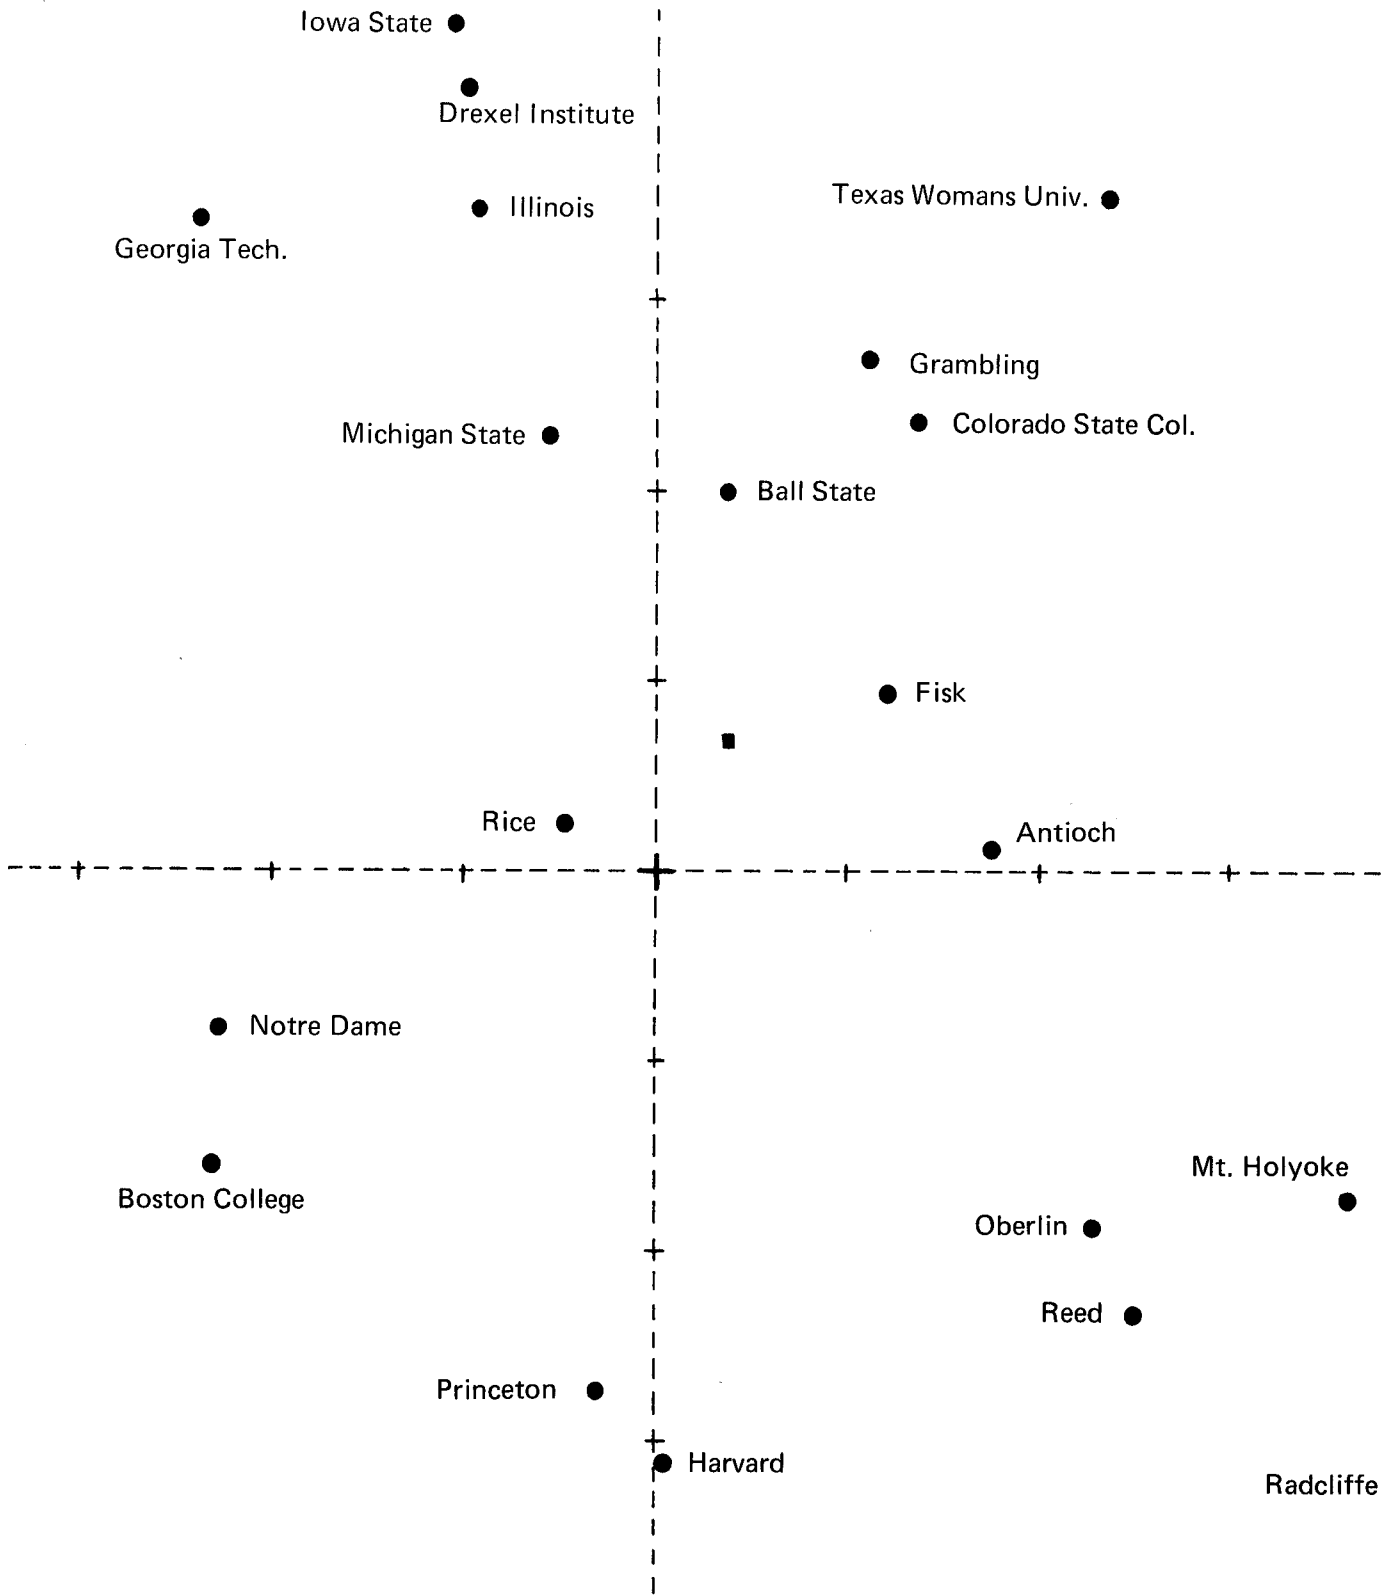 Iowa State
Drexel Institute
Texas Womans Univ.
Illinois
Georgia Tech.
Grambling
Colorado State Col.
Michigan State
Ball State
Fisk
Rice
Antioch
Notre Dame
Mt. Holyoke
Boston College
Oberlin
Reed
Princeton
Harvard
Radcliffe